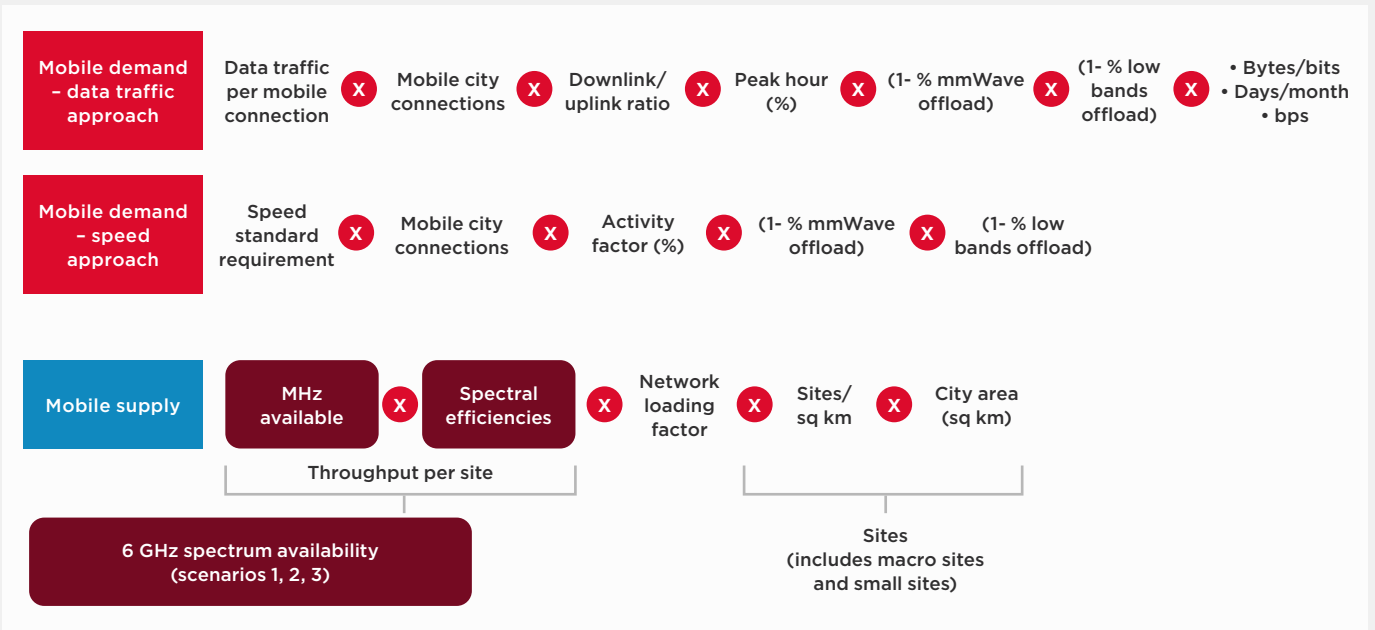 Mobile demand
– data traffic
approach
Data traffic
per mobile
connection
X
Mobile city
connections
X
Downlink/
uplink ratio
X
Peak hour
(%)
X
(1- % mmWave
offload)
X
(1- % low
bands
offload)
X
• Bytes/bits
• Days/month
• bps
Mobile demand
– speed
approach
Speed
standard
requirement
X
Mobile city
connections
X
Activity
factor (%)
X
(1- % mmWave
offload)
X
(1- % low
bands offload)
Mobile supply
MHz
available
X
Spectral
efficiencies
X
Network
loading
factor
X
Sites/
sq km
X
City area
(sq km)
Throughput per site
6 GHz spectrum availability
(scenarios 1, 2, 3)
Sites
(includes macro sites
and small sites)